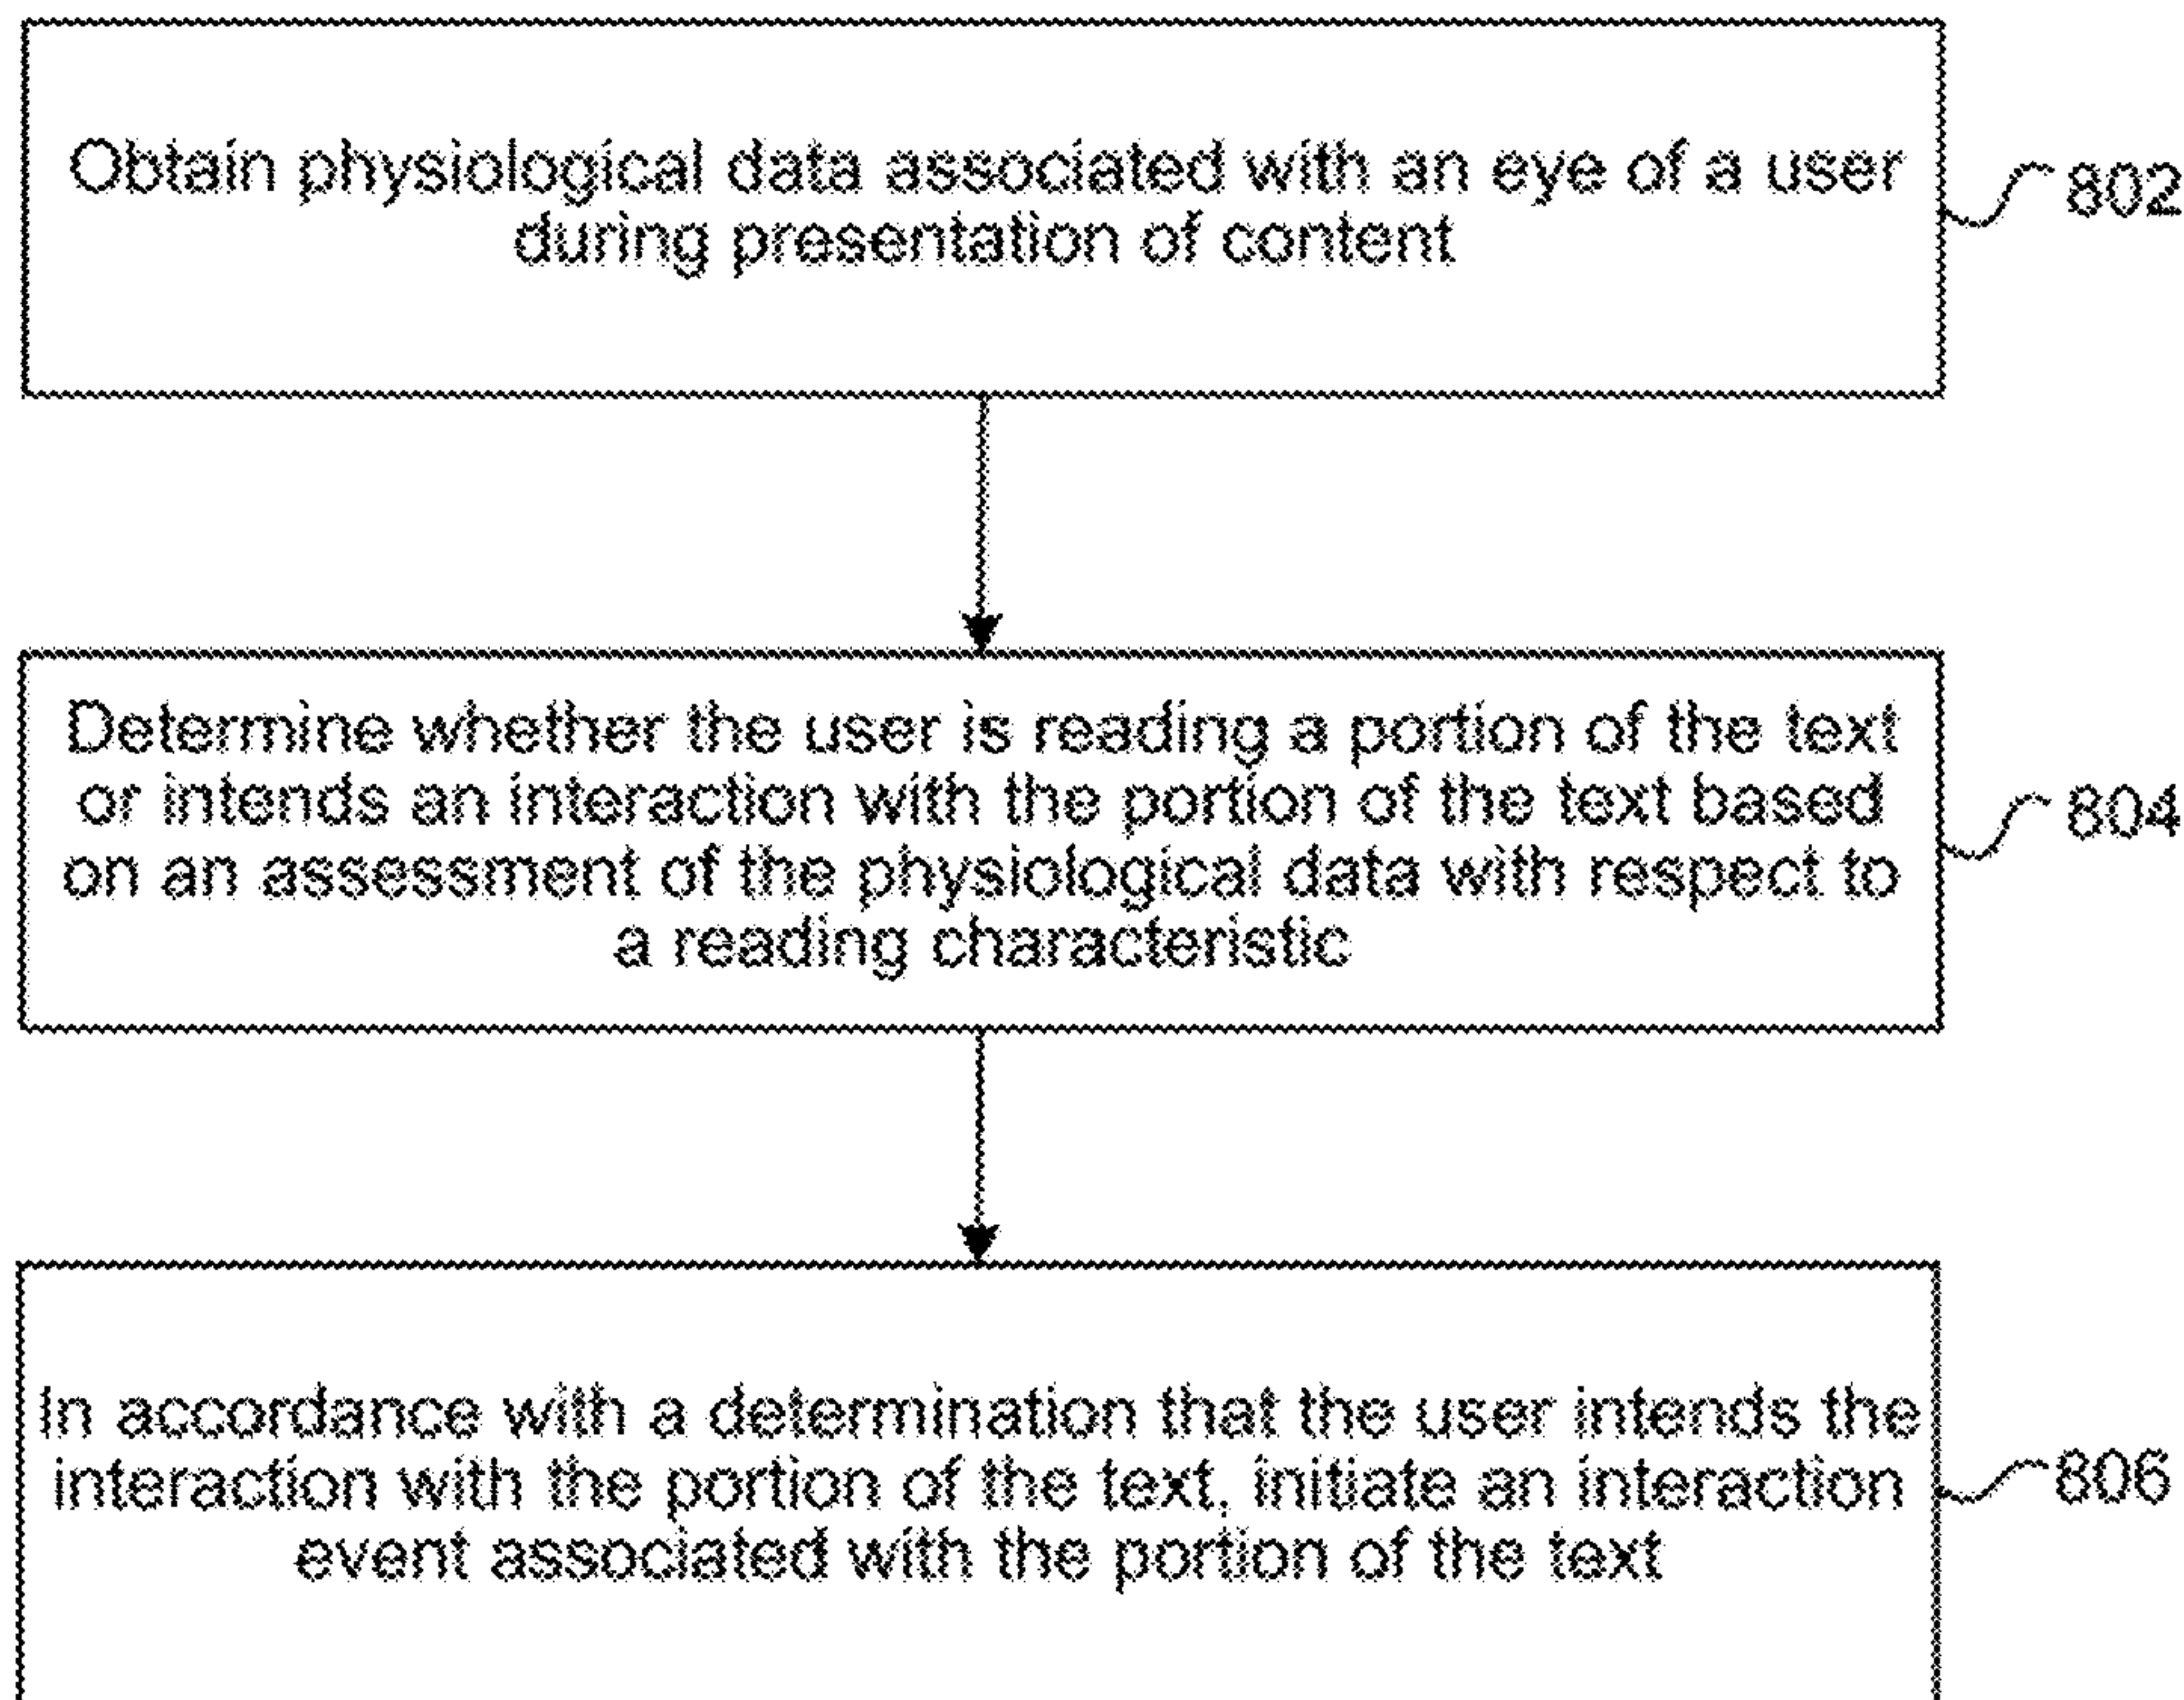 Obtain physiological data associated with an eye of a user
during presentation of content
802
Determine whether the user is reading a portion of the text
or intends an interaction with the portion of the text based
on an assessment of the physiological data with respect to
a reading characteristic
804
In accordance with a determination that the user intends the
interaction with the portion of the text, initiate an interaction
event associated with the portion of the text
806